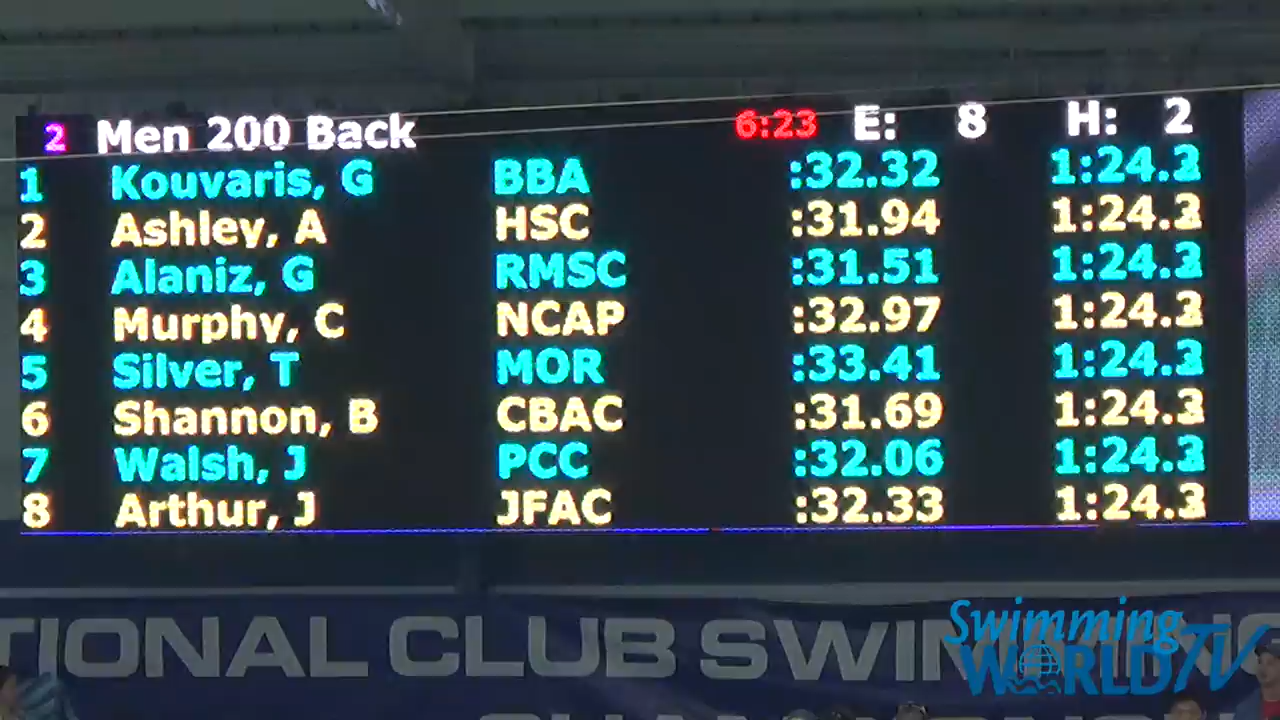 2 Men 200 Back 6:23 E: 8 H: 2
1 Kouvaris, G BBA :32.32 1:24.3
2 Ashley, A HSC :31.94 1:24.3
3 Alaniz, G RMSC :31.51 1:24.3
4 Murphy, C NCAP :32.97 1:24.3
5 Silver, T MOR :33.41 1:24.3
6 Shannon, B CBAC :31.69 1:24.3
7 Walsh, J PCC :32.06 1:24.3
8 Arthur, J JFAC :32.33 1:24.3
TIONAL CLUB SWIM
Swimming
WORLD TV